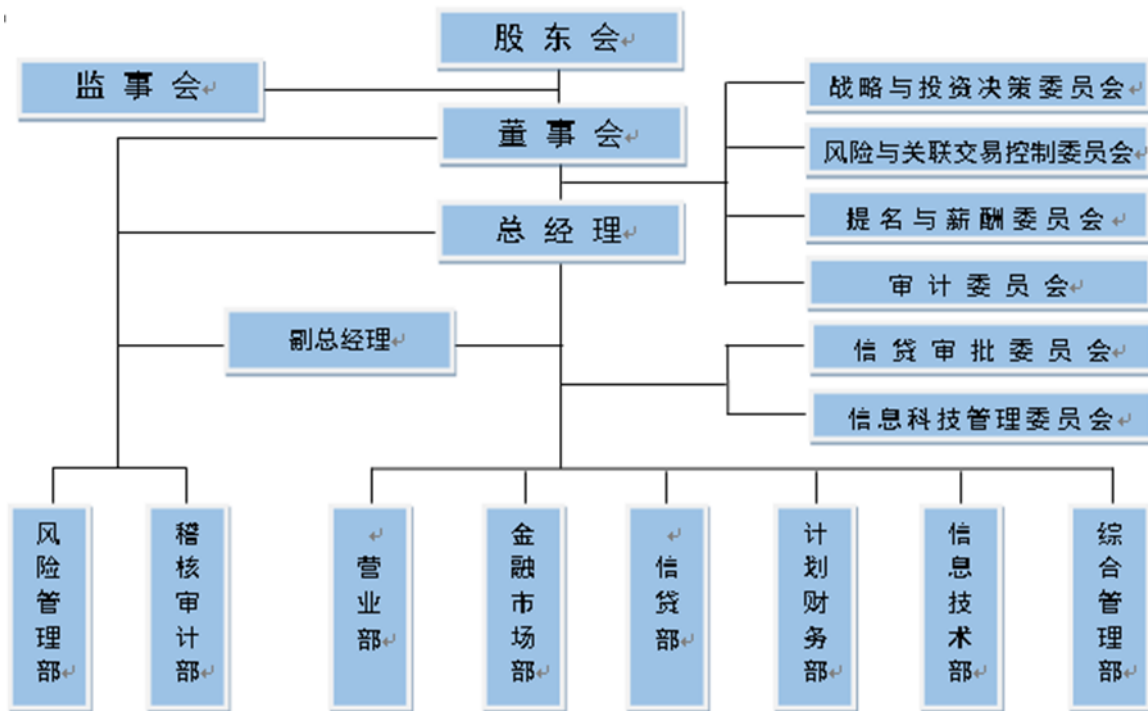 股东会
监事会
战略与投资决策委员会
董事会
风险与关联交易控制委员会
总经理
提名与薪酬委员会
审计委员会
副总经理
信贷审批委员会
信息科技管理委员会
风险管理部
稽核审计部
营业部
金融市场部
信贷部
计划财务部
信息技术部
综合管理部